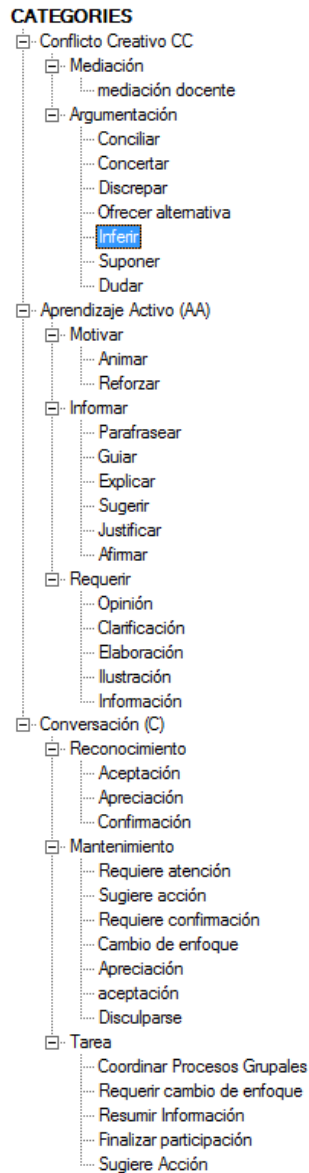 CATEGORIES
Conflicto Creativo CC
Mediación
mediación docente
Argumentación
Conciliar
Concertar
Discrepar
Ofrecer alternativa
Inferir
Suponer
Dudar
Aprendizaje Activo (AA)
Motivar
Animar
Reforzar
Informar
Parafrasear
Guiar
Explicar
Sugerir
Justificar
Afirmar
Requerir
Opinión
Clarificación
Elaboración
Ilustración
Información
Conversación (C)
Reconocimiento
Aceptación
Apreciación
Confirmación
Mantenimiento
Requiere atención
Sugiere acción
Requiere confirmación
Cambio de enfoque
Apreciación
aceptación
Disculparse
Tarea
Coordinar Procesos Grupales
Requerir cambio de enfoque
Resumir Información
Finalizar participación
Sugiere Acción